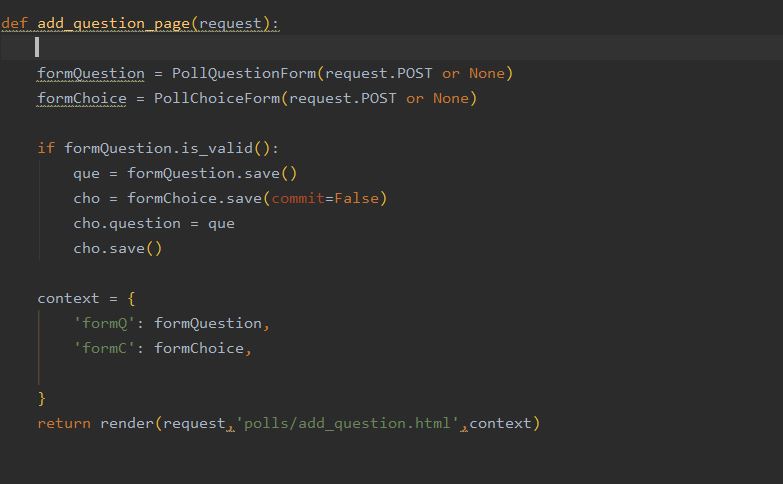 def add_question_page(request):
formQuestion = PollQuestionForm(request.POST or None)
formChoice = PollChoiceForm(request.POST or None)
if formQuestion.is_valid():
que = formQuestion.save()
cho = formChoice.save(commit=False)
cho.question = que
cho.save()
context = {
'formQ': formQuestion,
'formC': formChoice,
}
return render(request,'polls/add_question.html',context)